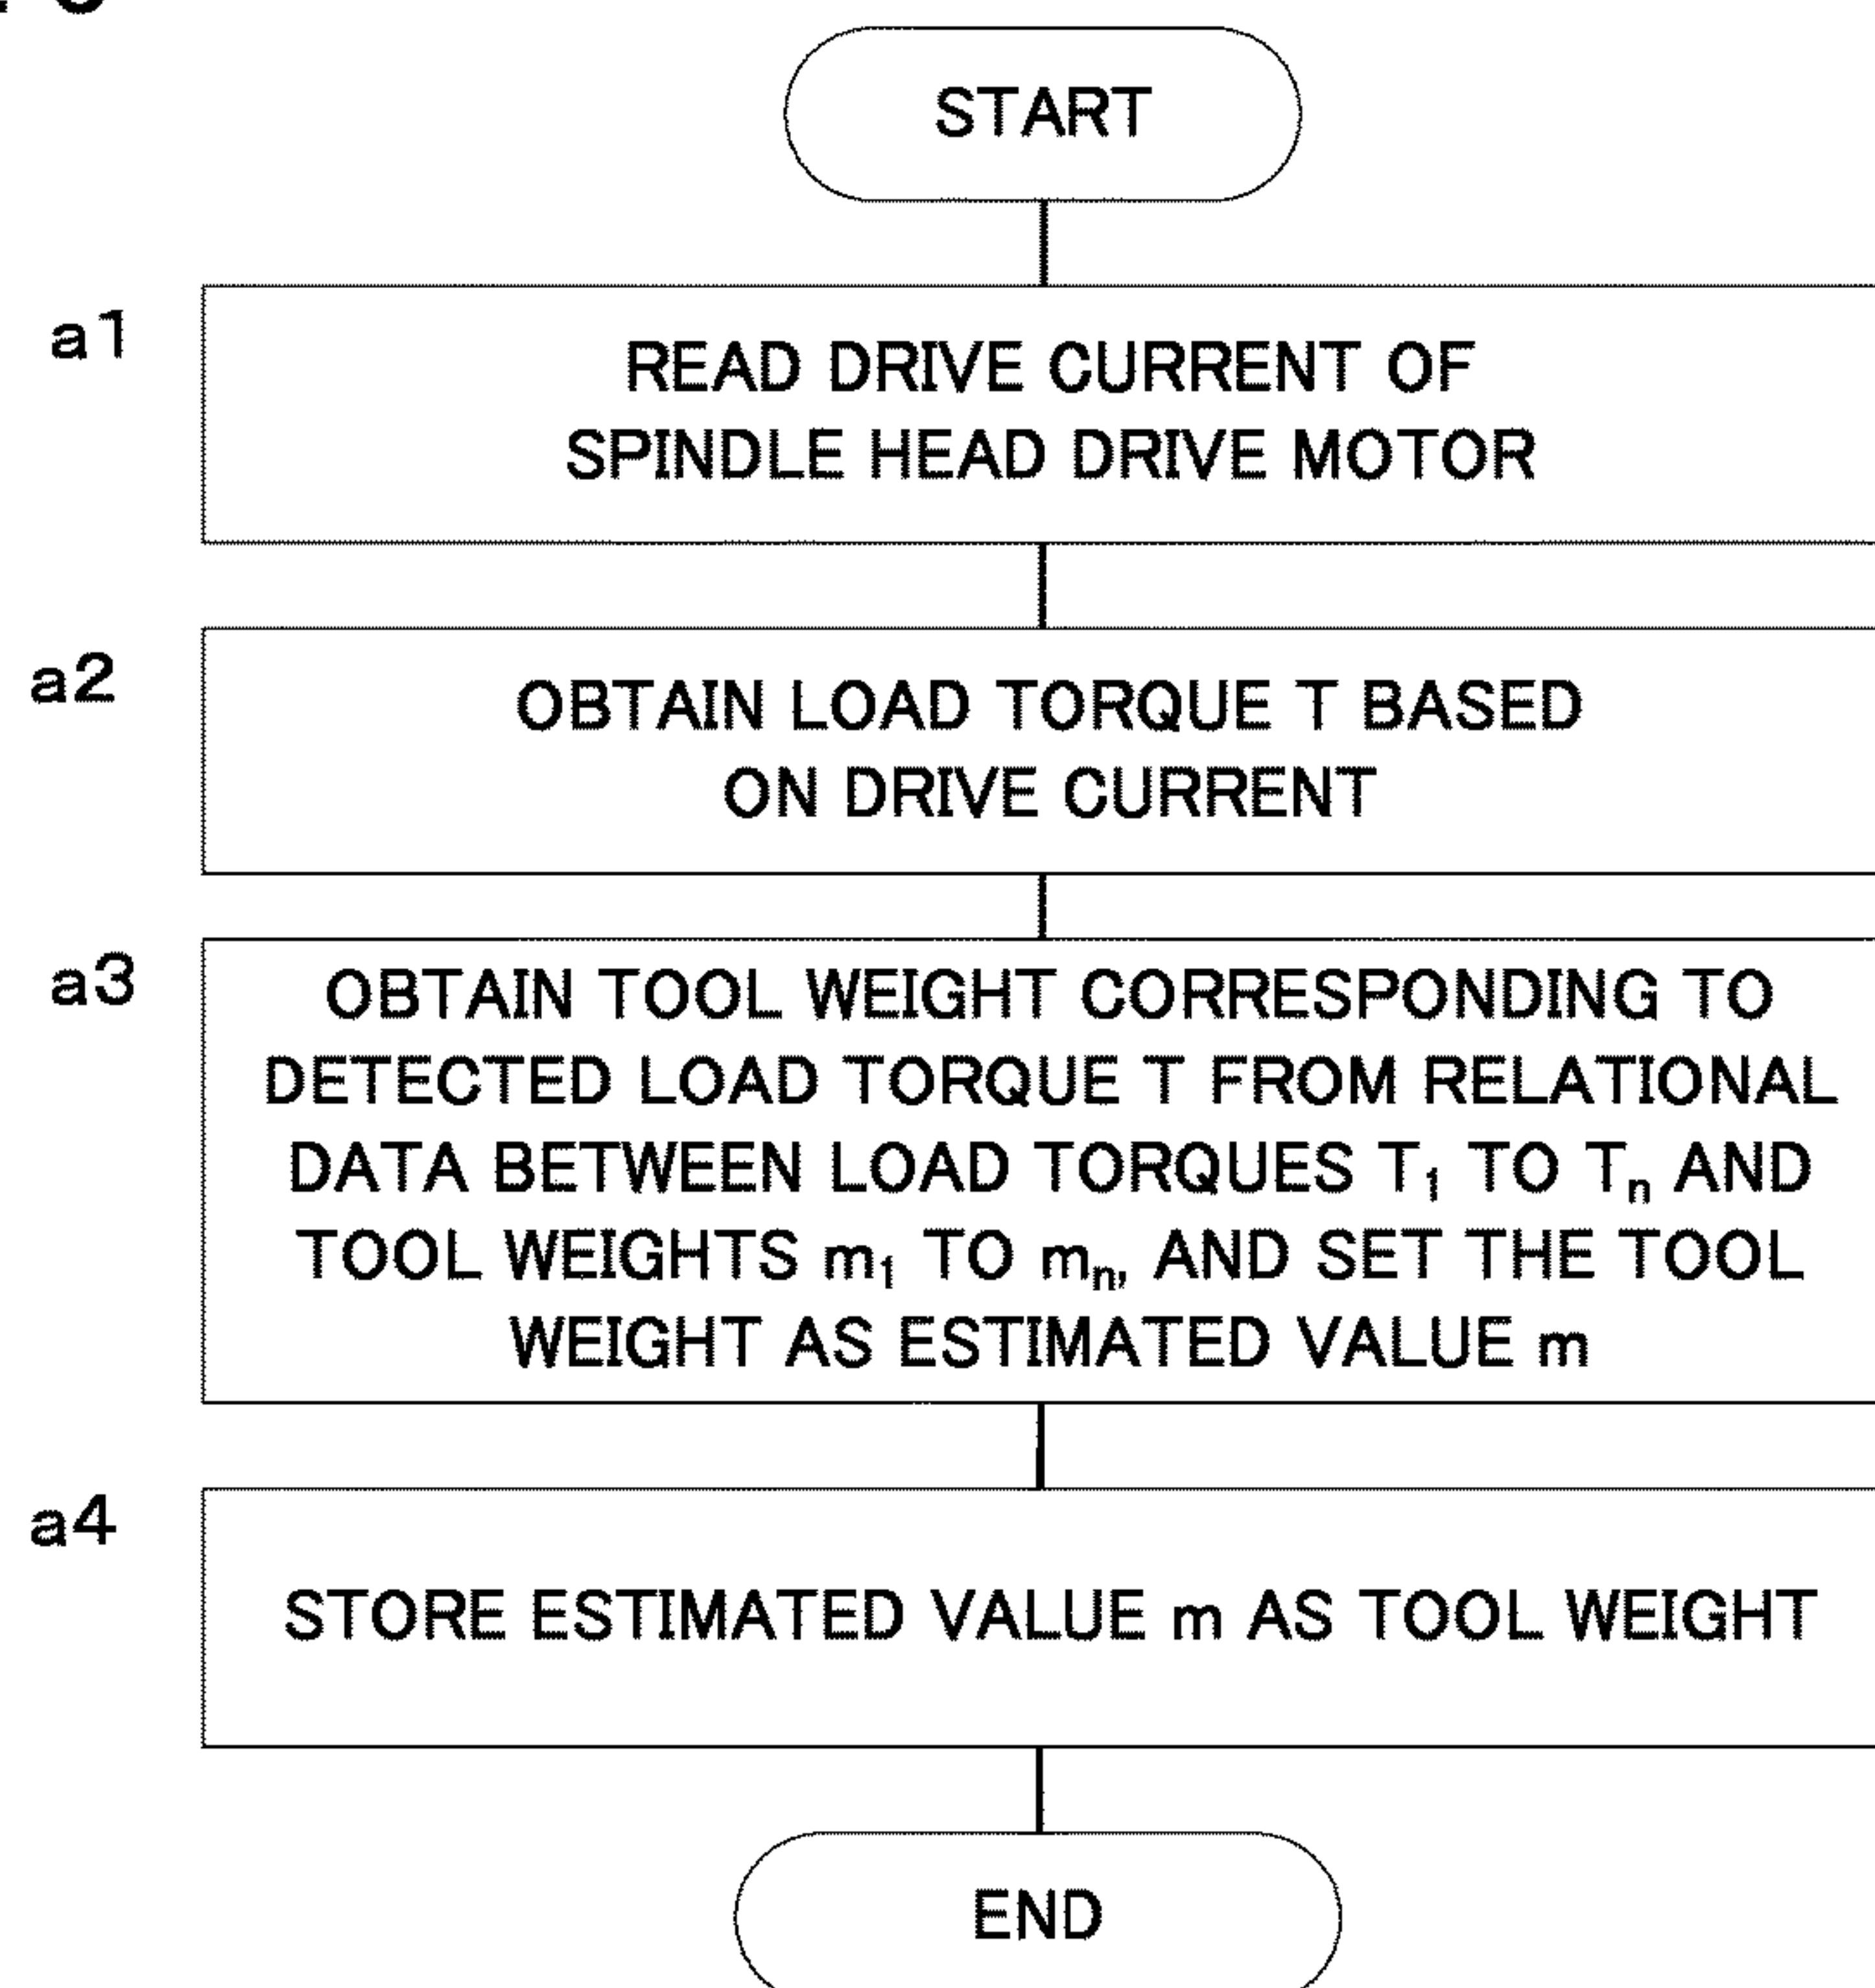 START
a1
READ DRIVE CURRENT OF
SPINDLE HEAD DRIVE MOTOR
a2
OBTAIN LOAD TORQUE T BASED
ON DRIVE CURRENT
a3
OBTAIN TOOL WEIGHT CORRESPONDING TO
DETECTED LOAD TORQUE T FROM RELATIONAL
DATA BETWEEN LOAD TORQUES T₁ TO Tₙ AND
TOOL WEIGHTS m₁ TO mₙ, AND SET THE TOOL
WEIGHT AS ESTIMATED VALUE m
a4
STORE ESTIMATED VALUE m AS TOOL WEIGHT
END